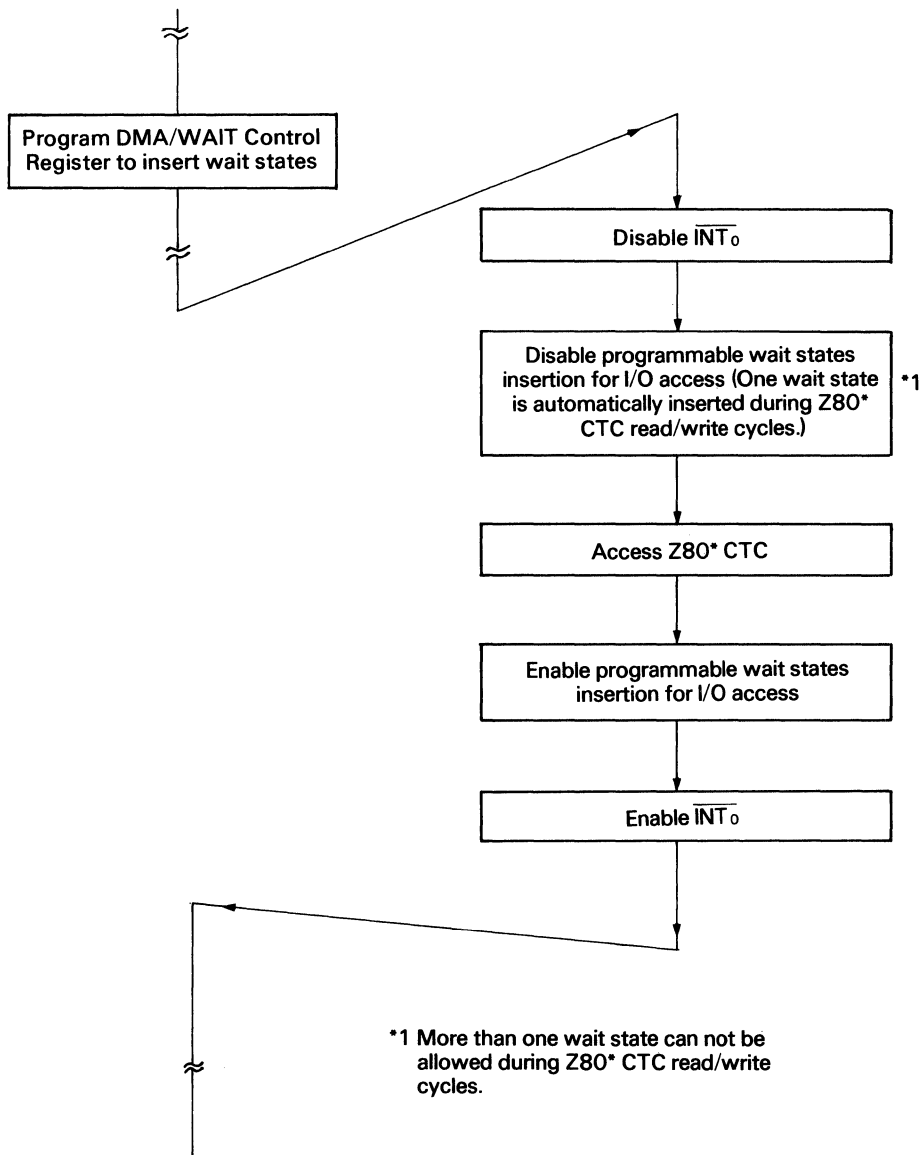 Program DMA/WAIT Control
Register to insert wait states
Disable I̅N̅T̅₀
Disable programmable wait states
insertion for I/O access (One wait state
is automatically inserted during Z80*
CTC read/write cycles.)
*1
Access Z80* CTC
Enable programmable wait states
insertion for I/O access
Enable I̅N̅T̅₀
*1 More than one wait state can not be
allowed during Z80* CTC read/write
cycles.